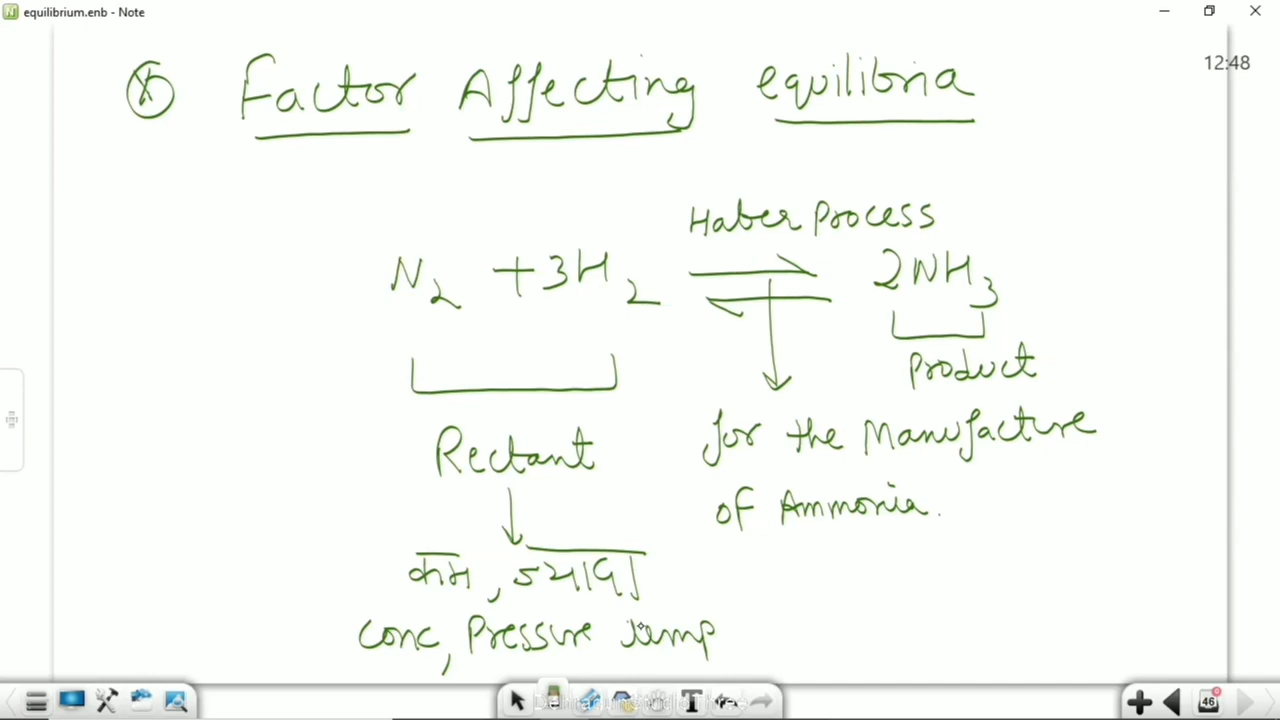 equilibrium.enb - Note
12:48
Factor Affecting equilibria
Haber Process
N2 + 3H2 ⇌ 2NH3
Product
Rectant
for the Manufacture
of Ammonia.
कम, ज्यादा
conc, Pressure temp
46